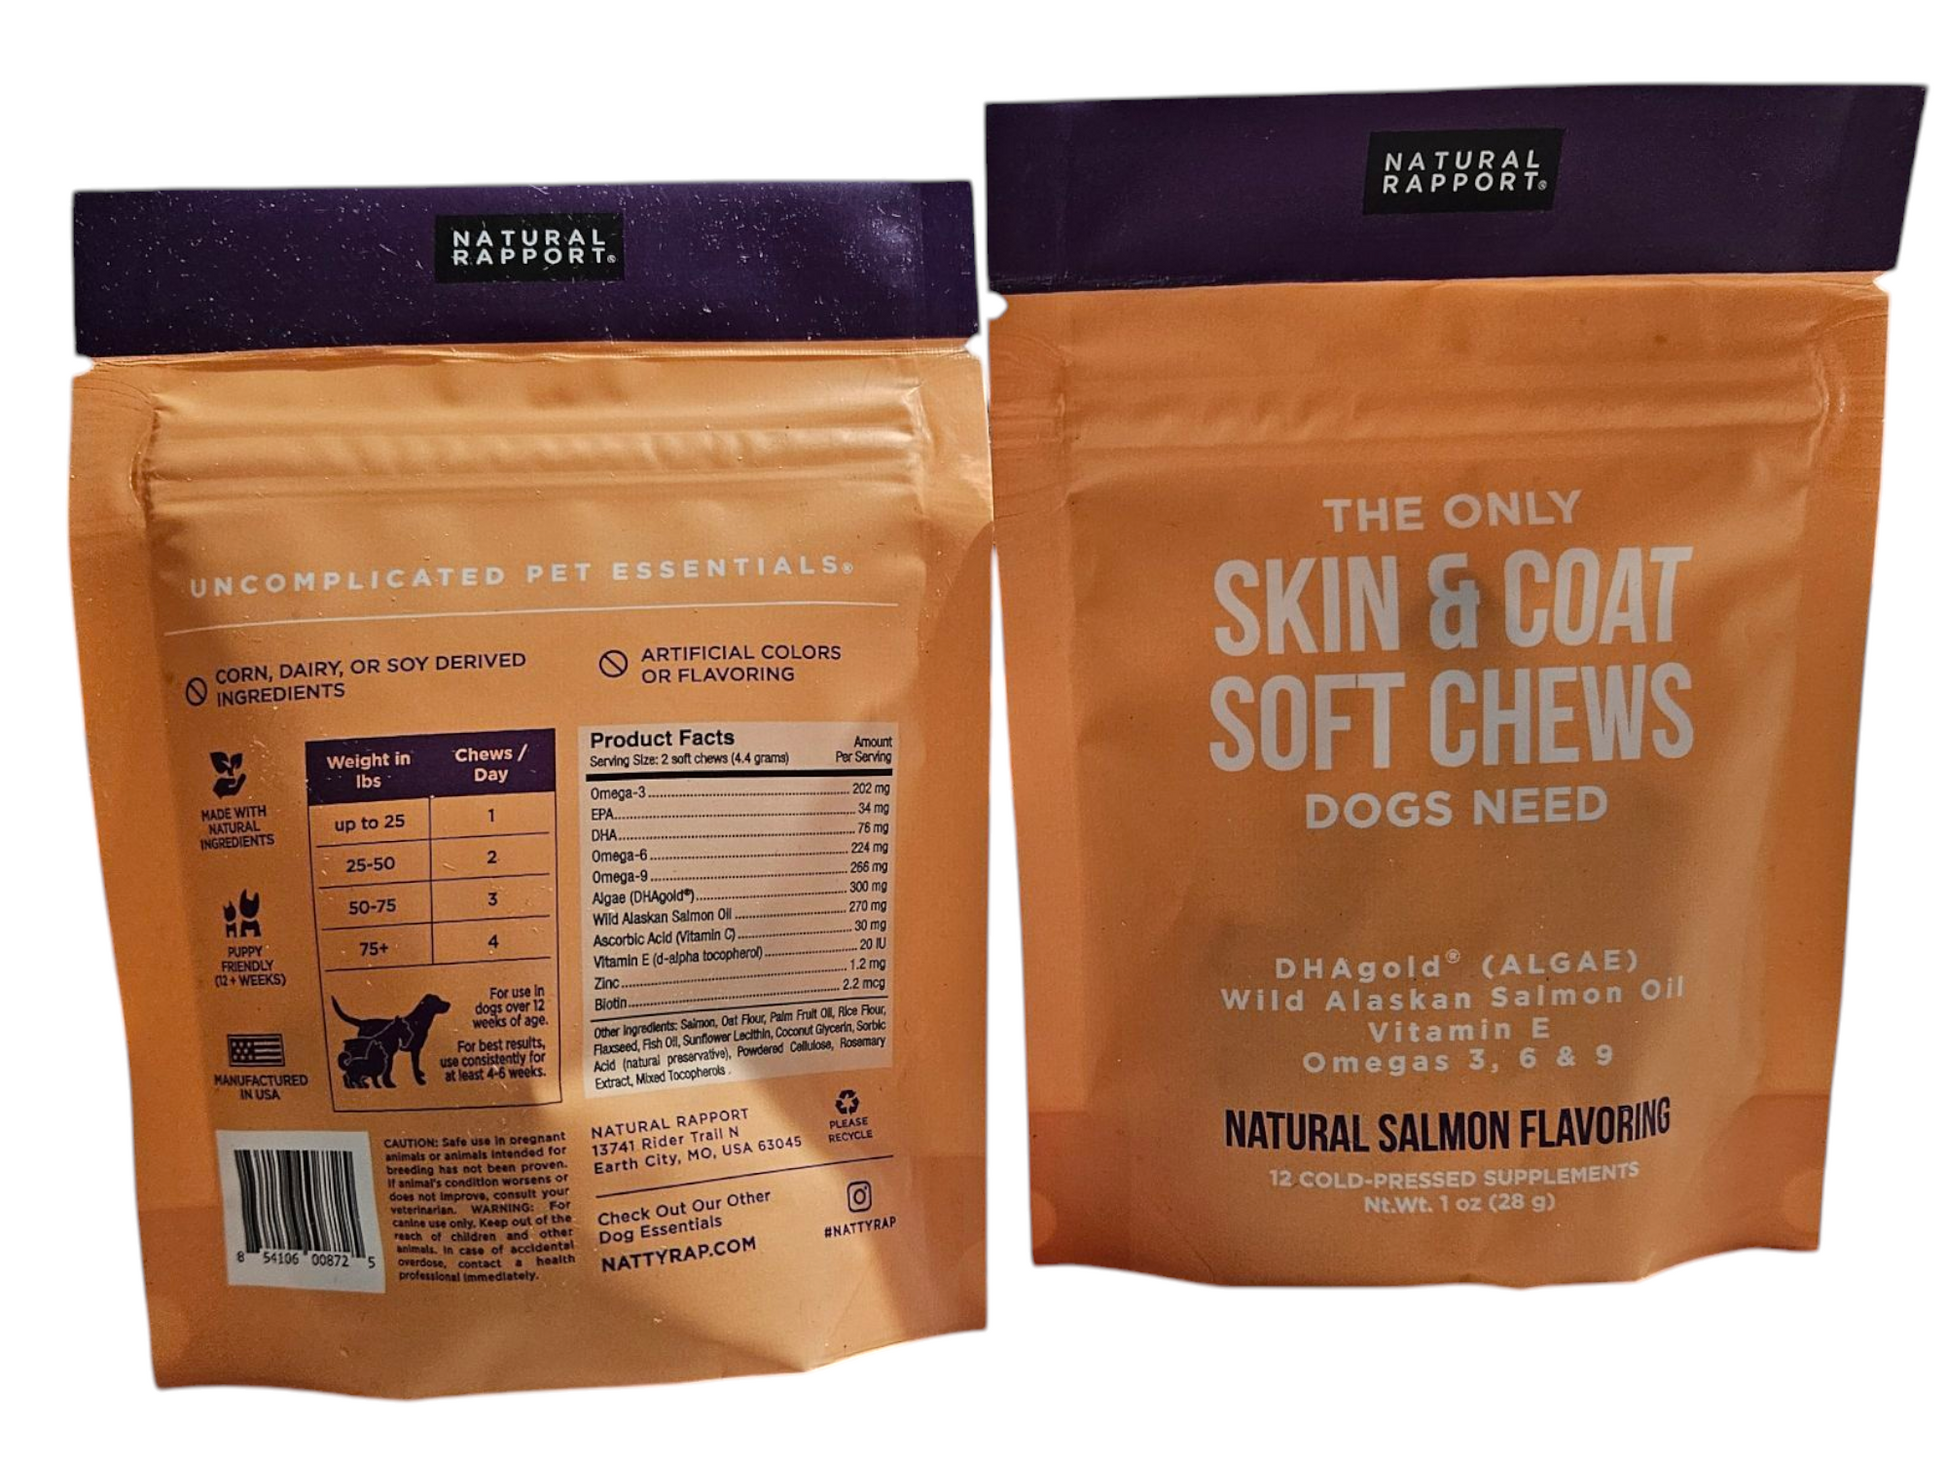 NATURAL
RAPPORT®
UNCOMPLICATED PET ESSENTIALS®
CORN, DAIRY, OR SOY DERIVED
INGREDIENTS
ARTIFICIAL COLORS
OR FLAVORING
MADE WITH
NATURAL
INGREDIENTS
PUPPY
FRIENDLY
(12+ WEEKS)
MANUFACTURED
IN USA
Weight in lbs Chews / Day
up to 25 1
25-50 2
50-75 3
75+ 4
For use in
dogs over 12
weeks of age.
For best results,
use consistently for
at least 4-6 weeks.
Product Facts
Serving Size: 2 soft chews (4.4 grams) Amount Per Serving
Omega-3 202 mg
EPA 34 mg
DHA 76 mg
Omega-6 224 mg
Omega-9 266 mg
Algae (DHAgold®) 300 mg
Wild Alaskan Salmon Oil 270 mg
Ascorbic Acid (Vitamin C) 30 mg
Vitamin E (d-alpha tocopherol) 20 IU
Zinc 1.2 mg
Biotin 2.2 mcg
Other Ingredients: Salmon, Oat Flour, Palm Fruit Oil, Rice Flour,
Flaxseed, Fish Oil, Sunflower Lecithin, Coconut Glycerin, Sorbic
Acid (natural preservative), Powdered Cellulose, Rosemary
Extract, Mixed Tocopherols.
8 54106 00872 5
CAUTION: Safe use in pregnant
animals or animals intended for
breeding has not been proven.
If animal's condition worsens or
does not improve, consult your
veterinarian. WARNING: For
canine use only. Keep out of the
reach of children and other
animals. In case of accidental
overdose, contact a health
professional immediately.
NATURAL RAPPORT
13741 Rider Trail N
Earth City, MO, USA 63045
PLEASE
RECYCLE
Check Out Our Other
Dog Essentials
NATTYRAP.COM
#NATTYRAP
NATURAL
RAPPORT®
THE ONLY
SKIN & COAT
SOFT CHEWS
DOGS NEED
DHAgold® (ALGAE)
Wild Alaskan Salmon Oil
Vitamin E
Omegas 3, 6 & 9
NATURAL SALMON FLAVORING
12 COLD-PRESSED SUPPLEMENTS
Nt.Wt. 1 oz (28 g)